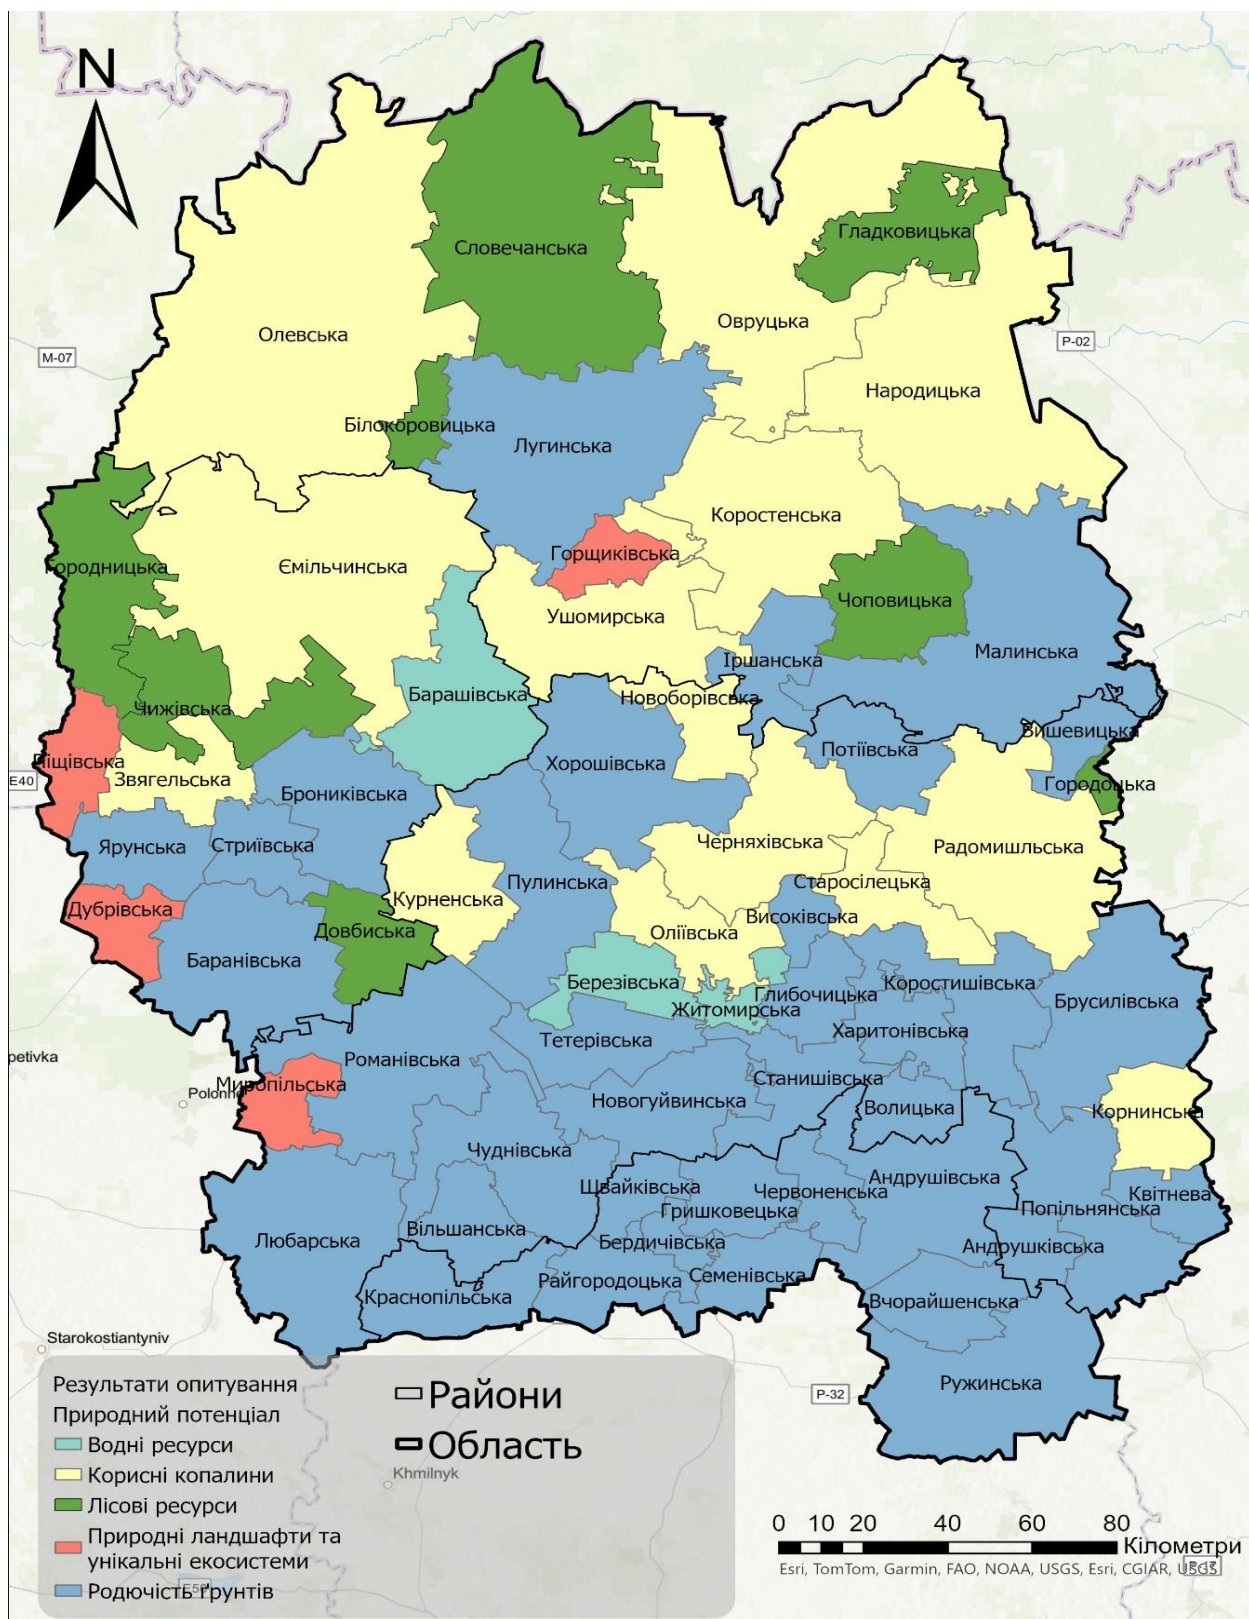 N
Словечанська
Гладковицька
Олевська
Овруцька
M-07
P-02
Народицька
Білокоровицька
Лугинська
Коростенська
Горщиківська
Городницька
Ємільчинська
Чоповицька
Ушомирська
Малинська
Іршанська
Барашівська
Новоборівська
Чижівська
Вишевицька
Потіївська
Піщівська
Хорошівська
E40
Звягельська
Городоцька
Брониківська
Ярунська
Стриївська
Черняхівська
Радомишльська
Пулинська
Старосілецька
Курненська
Дубрівська
Високівська
Довбиська
Оліївська
Баранівська
Березівська
Коростишівська
Глибочицька
Брусилівська
Житомирська
Харитонівська
Тетерівська
petivka
Романівська
Станишівська
Миропільська
Polonne
Новогуйвинська
Волицька
Корнинська
Чуднівська
Андрушівська
Швайківська
Червоненська
Квітнева
Гришковецька
Попільнянська
Вільшанська
Любарська
Бердичівська
Андрушківська
Райгородоцька
Семенівська
Краснопільська
Вчорайшенська
Starokostiantyniv
Ружинська
P-32
Результати опитування
Природний потенціал
Водні ресурси
Корисні копалини
Лісові ресурси
Природні ландшафти та
унікальні екосистеми
Родючість ґрунтів
Райони
Область
Khmilnyk
E50
0 10 20 40 60 80
Кілометри
Esri, TomTom, Garmin, FAO, NOAA, USGS, Esri, CGIAR, USGS